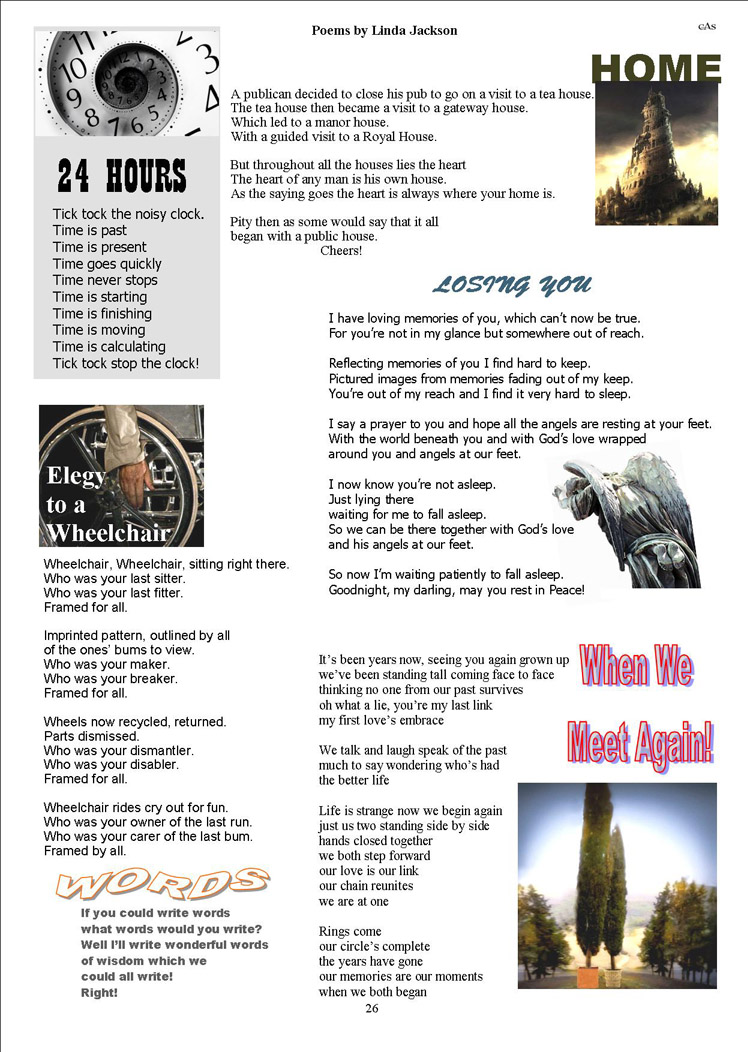 Poems by Linda Jackson
cAs
HOME
A publican decided to close his pub to go on a visit to a tea house.
The tea house then became a visit to a gateway house.
Which led to a manor house.
With a guided visit to a Royal House.
But throughout all the houses lies the heart
The heart of any man is his own house.
As the saying goes the heart is always where your home is.
Pity then as some would say that it all
began with a public house.
Cheers!
24 HOURS
Tick tock the noisy clock.
Time is past
Time is present
Time goes quickly
Time never stops
Time is starting
Time is finishing
Time is moving
Time is calculating
Tick tock stop the clock!
LOSING YOU
I have loving memories of you, which can't now be true.
For you're not in my glance but somewhere out of reach.
Reflecting memories of you I find hard to keep.
Pictured images from memories fading out of my keep.
You're out of my reach and I find it very hard to sleep.
I say a prayer to you and hope all the angels are resting at your feet.
With the world beneath you and with God's love wrapped
around you and angels at our feet.
I now know you're not asleep.
Just lying there
waiting for me to fall asleep.
So we can be there together with God's love
and his angels at our feet.
So now I'm waiting patiently to fall asleep.
Goodnight, my darling, may you rest in Peace!
Elegy
to a
Wheelchair
Wheelchair, Wheelchair, sitting right there.
Who was your last sitter.
Who was your last fitter.
Framed for all.
Imprinted pattern, outlined by all
of the ones' bums to view.
Who was your maker.
Who was your breaker.
Framed for all.
Wheels now recycled, returned.
Parts dismissed.
Who was your dismantler.
Who was your disabler.
Framed for all.
Wheelchair rides cry out for fun.
Who was your owner of the last run.
Who was your carer of the last bum.
Framed by all.
WORDS
If you could write words
what words would you write?
Well I'll write wonderful words
of wisdom which we
could all write!
Right!
When We
Meet Again!
It's been years now, seeing you again grown up
we've been standing tall coming face to face
thinking no one from our past survives
oh what a lie, you're my last link
my first love's embrace
We talk and laugh speak of the past
much to say wondering who's had
the better life
Life is strange now we begin again
just us two standing side by side
hands closed together
we both step forward
our love is our link
our chain reunites
we are at one
Rings come
our circle's complete
the years have gone
our memories are our moments
when we both began
26